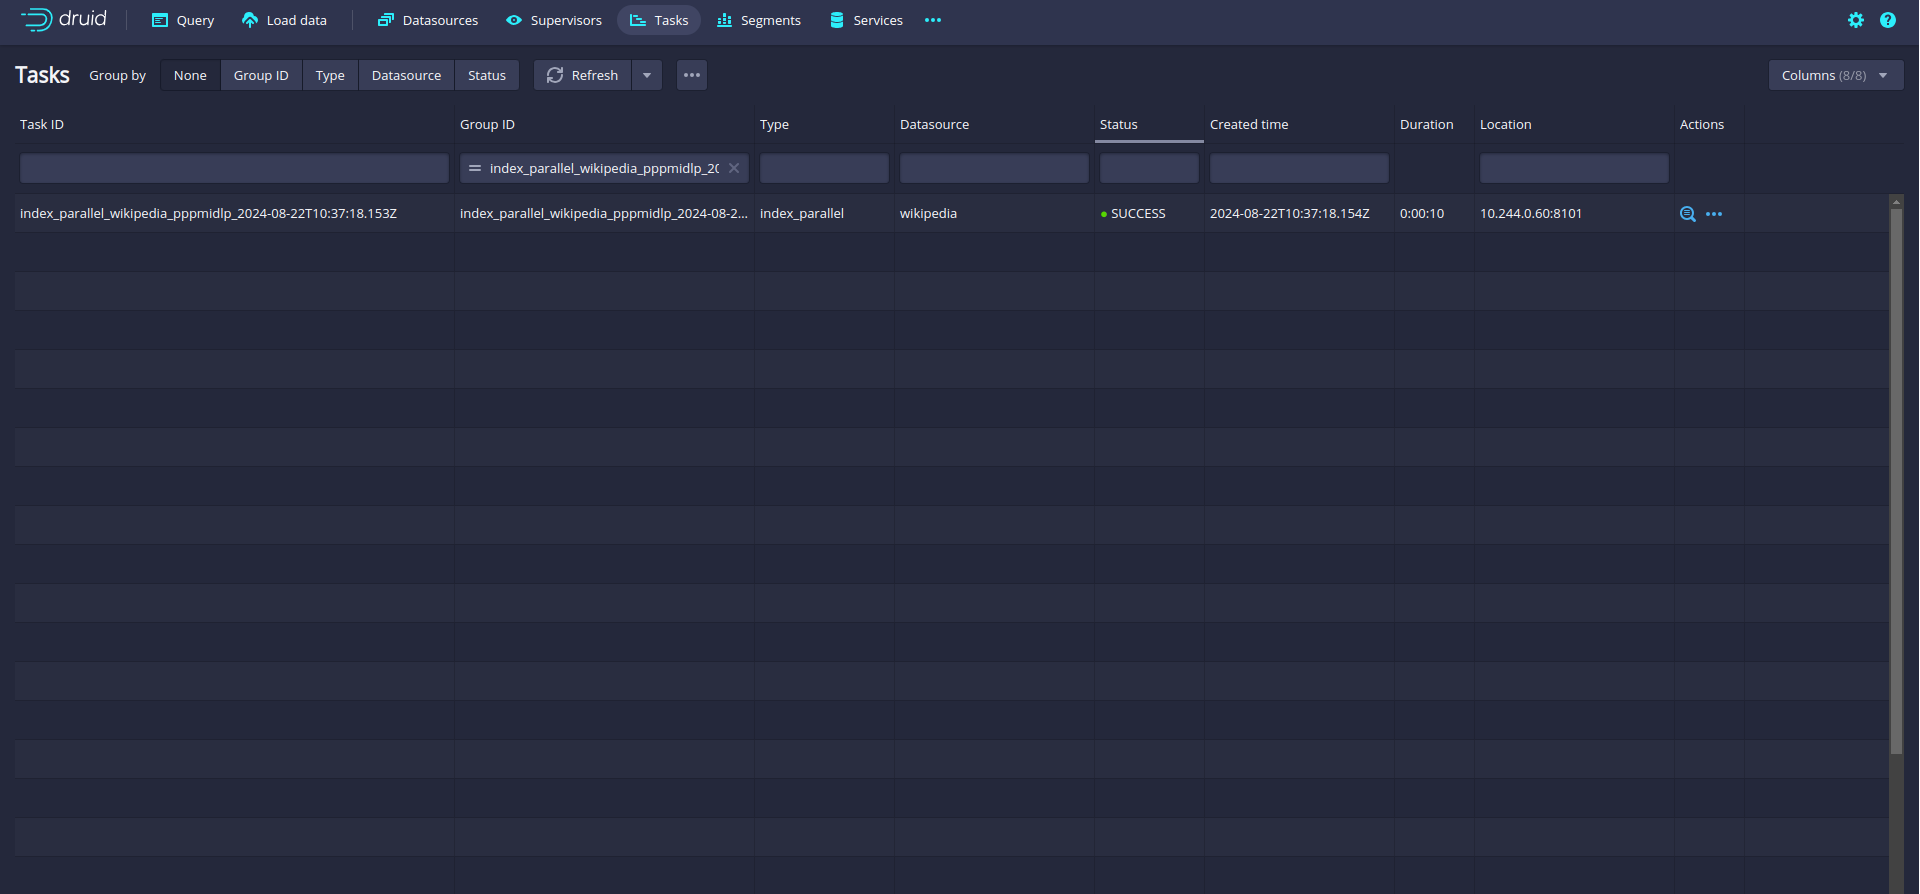 druid Query Load data Datasources Supervisors Tasks Segments Services
Tasks Group by None Group ID Type Datasource Status Refresh Columns (8/8)
Task ID Group ID Type Datasource Status Created time Duration Location Actions
= index_parallel_wikipedia_pppmidlp_20
index_parallel_wikipedia_pppmidlp_2024-08-22T10:37:18.153Z index_parallel_wikipedia_pppmidlp_2024-08-2... index_parallel wikipedia SUCCESS 2024-08-22T10:37:18.154Z 0:00:10 10.244.0.60:8101